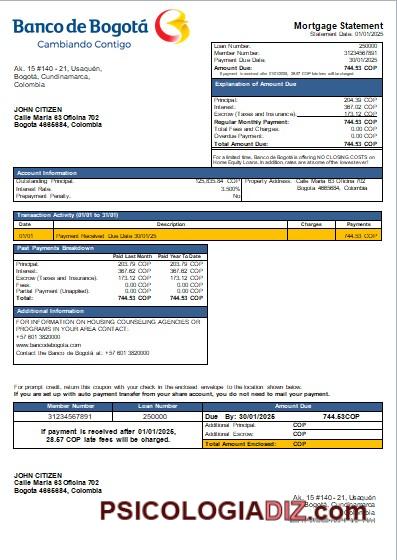 Banco de Bogotá
Cambiando Contigo
Mortgage Statement
Statement Date: 01/01/2025
Loan Number: 250000
Member Number: 31234567891
Payment Due Date: 30/01/2025
Amount Due: 744.53 COP
If payment is received after 01/01/2025, 28.57 COP late fees will be charged.
Ak. 15 #140 - 21, Usaquén,
Bogotá, Cundinamarca,
Colombia
JOHN CITIZEN
Calle Maria 63 Oficina 702
Bogota 4665684, Colombia
Explanation of Amount Due
Principal: 204.39 COP
Interest: 367.02 COP
Escrow (Taxes and Insurance): 173.12 COP
Regular Monthly Payment: 744.53 COP
Total Fees and Charges: 0.00 COP
Overdue Payment: 0.00 COP
Total Amount Due: 744.53 COP
For a limited time, Banco de Bogotá is offering NO CLOSING COSTS on
Home Equity Loans. In addition, rates are at some of the lowest ever!
Account Information
Outstanding Principal: 125,835.84 COP
Interest Rate: 3.500%
Prepayment Penalty: No
Property Address: Calle Maria 63 Oficina 702
Bogota 4665684, Colombia
Transaction Activity (01/01 to 31/01)
Date Description Charges Payments
01/01 Payment Received Due Date 30/01/25 744.53 COP
Past Payments Breakdown
Paid Last Month Paid Year To Date
Principal: 203.79 COP 203.79 COP
Interest: 367.62 COP 367.62 COP
Escrow (Taxes and Insurance): 173.12 COP 173.12 COP
Fees: 0.00 COP 0.00 COP
Partial Payment (Unapplied): 0.00 COP 0.00 COP
Total: 744.53 COP 744.53 COP
Additional Information
FOR INFORMATION ON HOUSING COUNSELING AGENCIES OR
PROGRAMS IN YOUR AREA CONTACT:
+57 601 3820000
www.bancodebogota.com
Contact the Banco de Bogotá at: +57 601 3820000
For prompt credit, return this coupon with your check in the enclosed envelope to the location shown below.
If you are set up with auto payment transfer from your share account, you do not need to mail your payment.
Member Number Loan Number Amount Due
31234567891 250000 Due By: 30/01/2025 744.53COP
If payment is received after 01/01/2025,
28.57 COP late fees will be charged.
Additional Principal: COP
Additional Escrow: COP
Total Amount Enclosed: COP
JOHN CITIZEN
Calle Maria 63 Oficina 702
Bogota 4665684, Colombia
Ak. 15 #140 - 21, Usaquén
PSICOLOGIADIZ.com